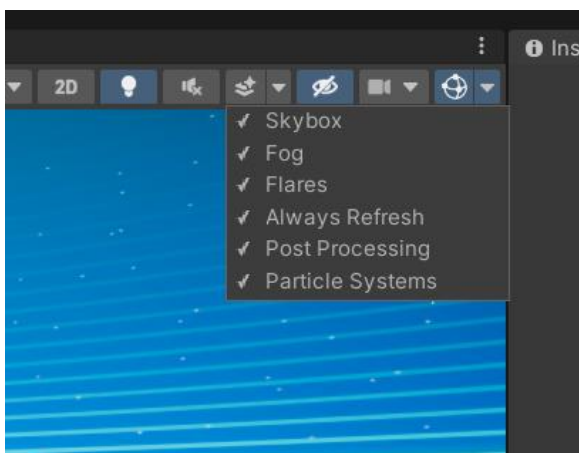 Ins
2D
Skybox
Fog
Flares
Always Refresh
Post Processing
Particle Systems